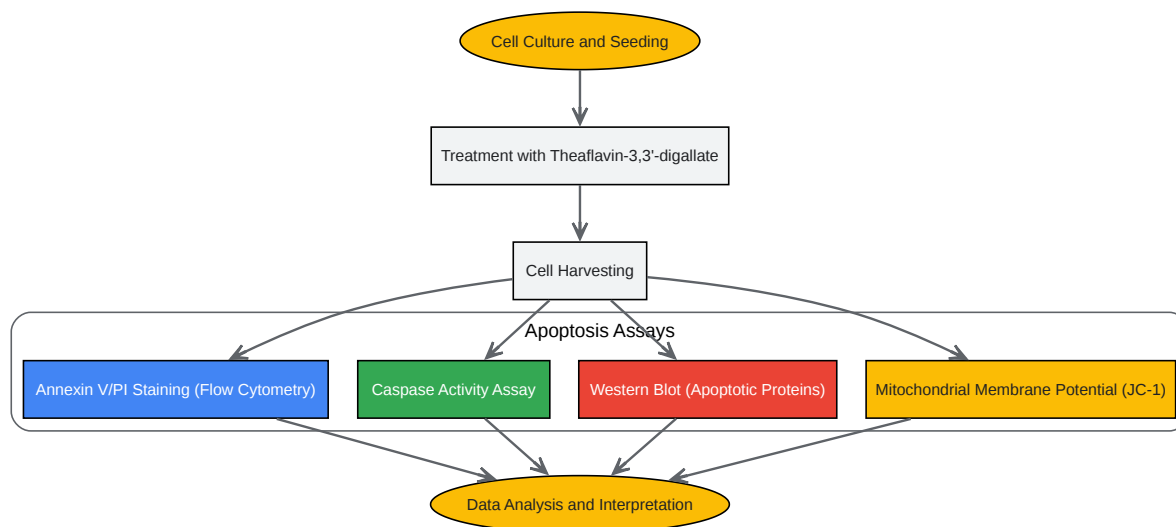 Cell Culture and Seeding
Treatment with Theaflavin-3,3'-digallate
Cell Harvesting
Apoptosis Assays
Annexin V/PI Staining (Flow Cytometry)
Caspase Activity Assay
Western Blot (Apoptotic Proteins)
Mitochondrial Membrane Potential (JC-1)
Data Analysis and Interpretation